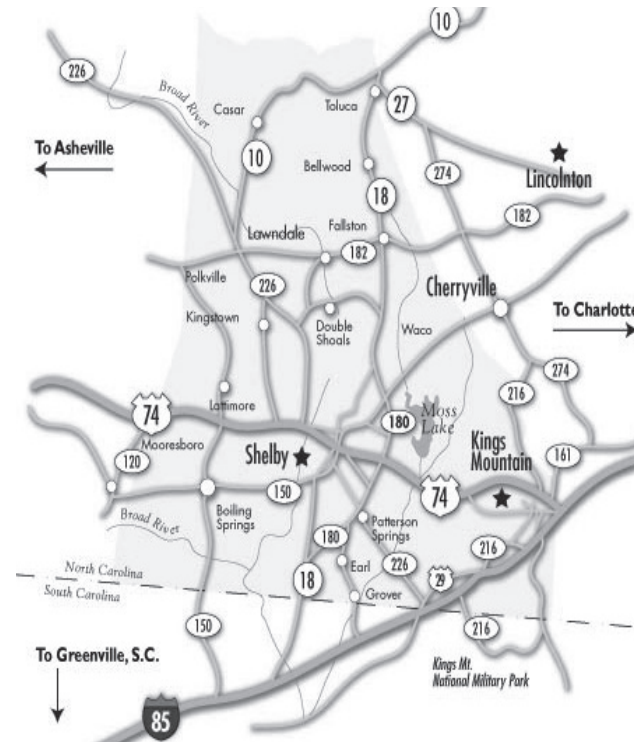 10
226
Broad River
Casar
Toluca
27
To Asheville
10
Bellwood
274
Lincolnton
18
Lawndale
Fallston
182
182
Polkville
226
Cherryville
Kingstown
Double
Shoals
Waco
To Charlotte
274
216
Lattimore
74
180
Moss
Lake
Mooresboro
Shelby
Kings
Mountain
120
161
150
74
Boiling
Springs
Broad River
Patterson
Springs
180
216
Earl
226
North Carolina
18
29
South Carolina
Grover
150
216
To Greenville, S.C.
Kings Mt.
National Military Park
85